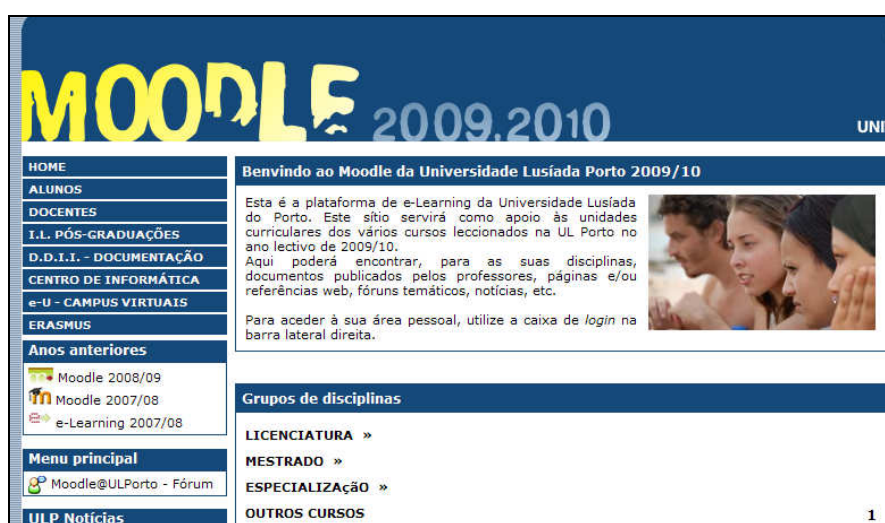 MOODLE 2009.2010
UNI
HOME
ALUNOS
DOCENTES
I.L. PÓS-GRADUAÇÕES
D.D.I.I. - DOCUMENTAÇÃO
CENTRO DE INFORMÁTICA
e-U - CAMPUS VIRTUAIS
ERASMUS
Anos anteriores
Moodle 2008/09
Moodle 2007/08
e-Learning 2007/08
Menu principal
Moodle@ULPorto - Fórum
ULP Notícias
Benvindo ao Moodle da Universidade Lusíada Porto 2009/10
Esta é a plataforma de e-Learning da Universidade Lusíada
do Porto. Este sítio servirá como apoio às unidades
curriculares dos vários cursos leccionados na UL Porto no
ano lectivo de 2009/10.
Aqui poderá encontrar, para as suas disciplinas,
documentos publicados pelos professores, páginas e/ou
referências web, fóruns temáticos, notícias, etc.
Para aceder à sua área pessoal, utilize a caixa de login na
barra lateral direita.
Grupos de disciplinas
LICENCIATURA »
MESTRADO »
ESPECIALIZAçãO »
OUTROS CURSOS
1